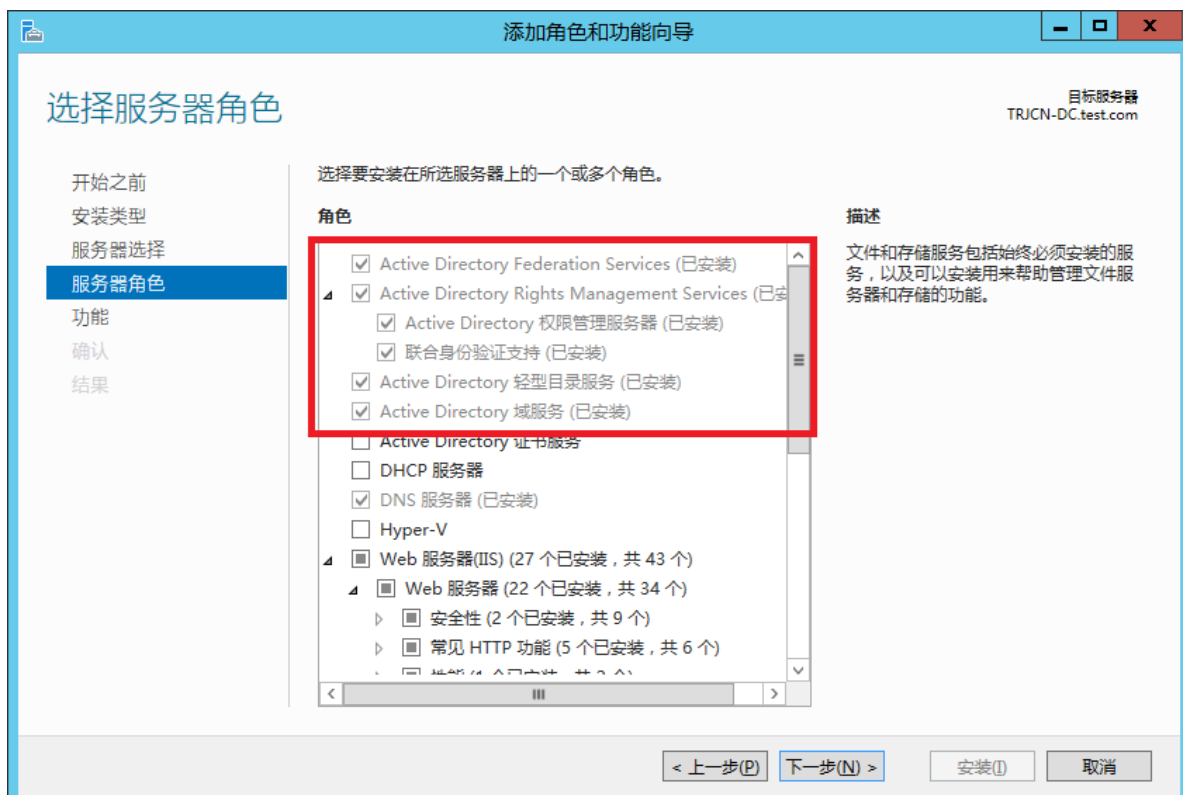 添加角色和功能向导
选择服务器角色
目标服务器
TRJCN-DC.test.com
开始之前
安装类型
服务器选择
服务器角色
功能
确认
结果
选择要安装在所选服务器上的一个或多个角色。
角色
Active Directory Federation Services (已安装)
Active Directory Rights Management Services (已安
Active Directory 权限管理服务器 (已安装)
联合身份验证支持 (已安装)
Active Directory 轻型目录服务 (已安装)
Active Directory 域服务 (已安装)
Active Directory 证书服务
DHCP 服务器
DNS 服务器 (已安装)
Hyper-V
Web 服务器(IIS) (27 个已安装，共 43 个)
Web 服务器 (22 个已安装，共 34 个)
安全性 (2 个已安装，共 9 个)
常见 HTTP 功能 (5 个已安装，共 6 个)
描述
文件和存储服务包括始终必须安装的服
务，以及可以安装用来帮助管理文件服
务器和存储的功能。
< 上一步(P)
下一步(N) >
安装(I)
取消